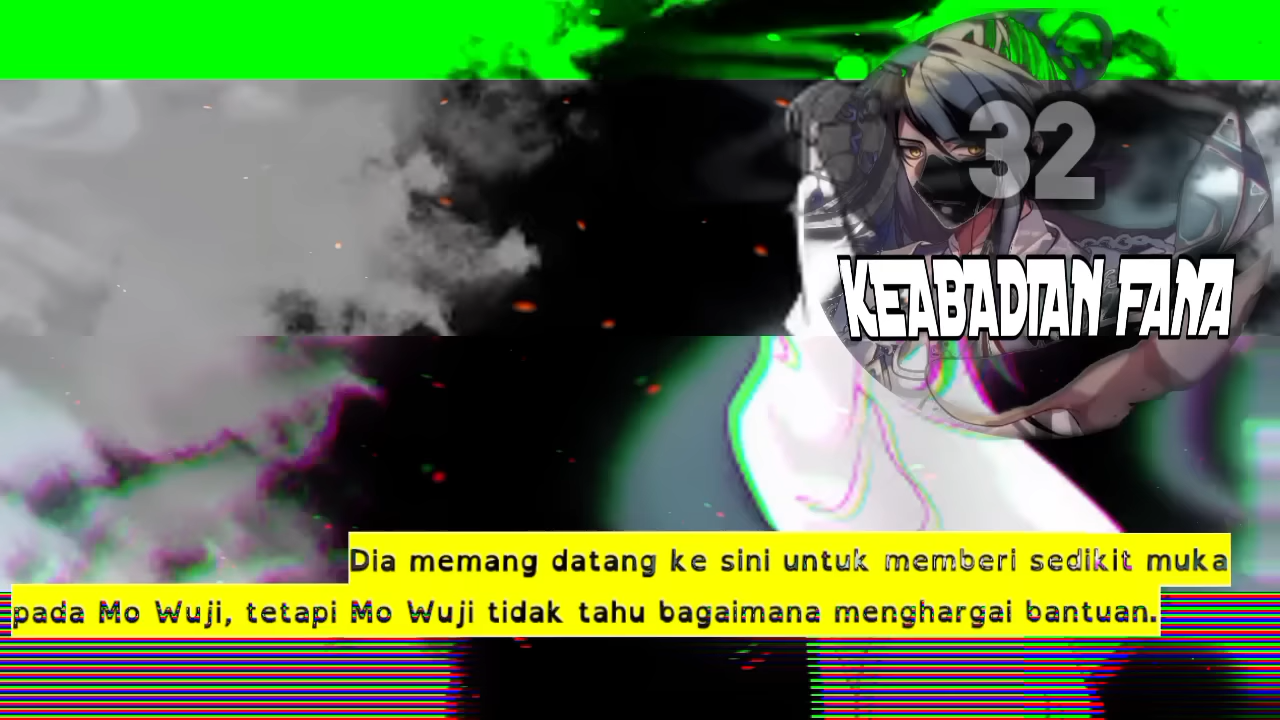 32
KEABADIAN FANA
Dia memang datang ke sini untuk memberi sedikit muka
pada Mo Wuji, tetapi Mo Wuji tidak tahu bagaimana menghargai bantuan.